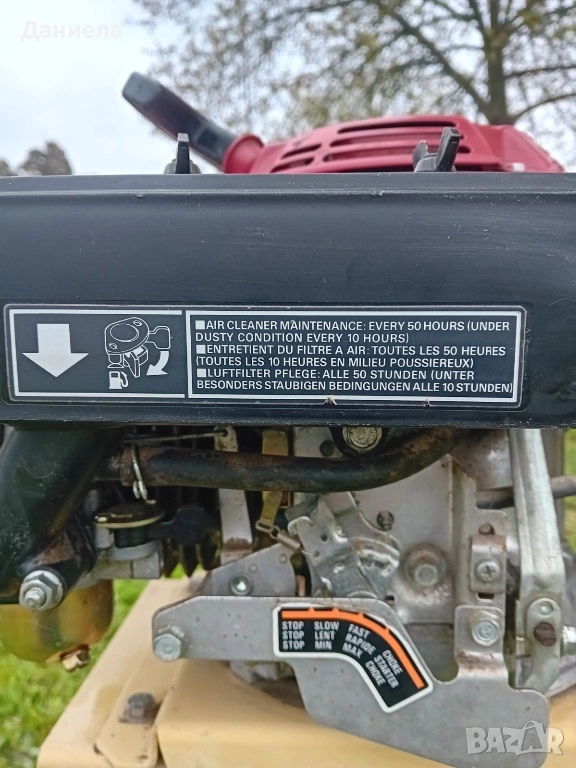 Даниела
■AIR CLEANER MAINTENANCE: EVERY 50 HOURS (UNDER
DUSTY CONDITION EVERY 10 HOURS)
■ENTRETIENT DU FILTRE A AIR: TOUTES LES 50 HEURES
(TOUTES LES 10 HEURES EN MILIEU POUSSIEREUX)
■LUFTFILTER PFLEGE: ALLE 50 STUNDEN (UNTER
BESONDERS STAUBIGEN BEDINGUNGEN ALLE 10 STUNDEN)
STOP SLOW FAST CHOKE
STOP LENT RAPIDE STARTER
STOP MIN MAX CHOKE
BAZAR